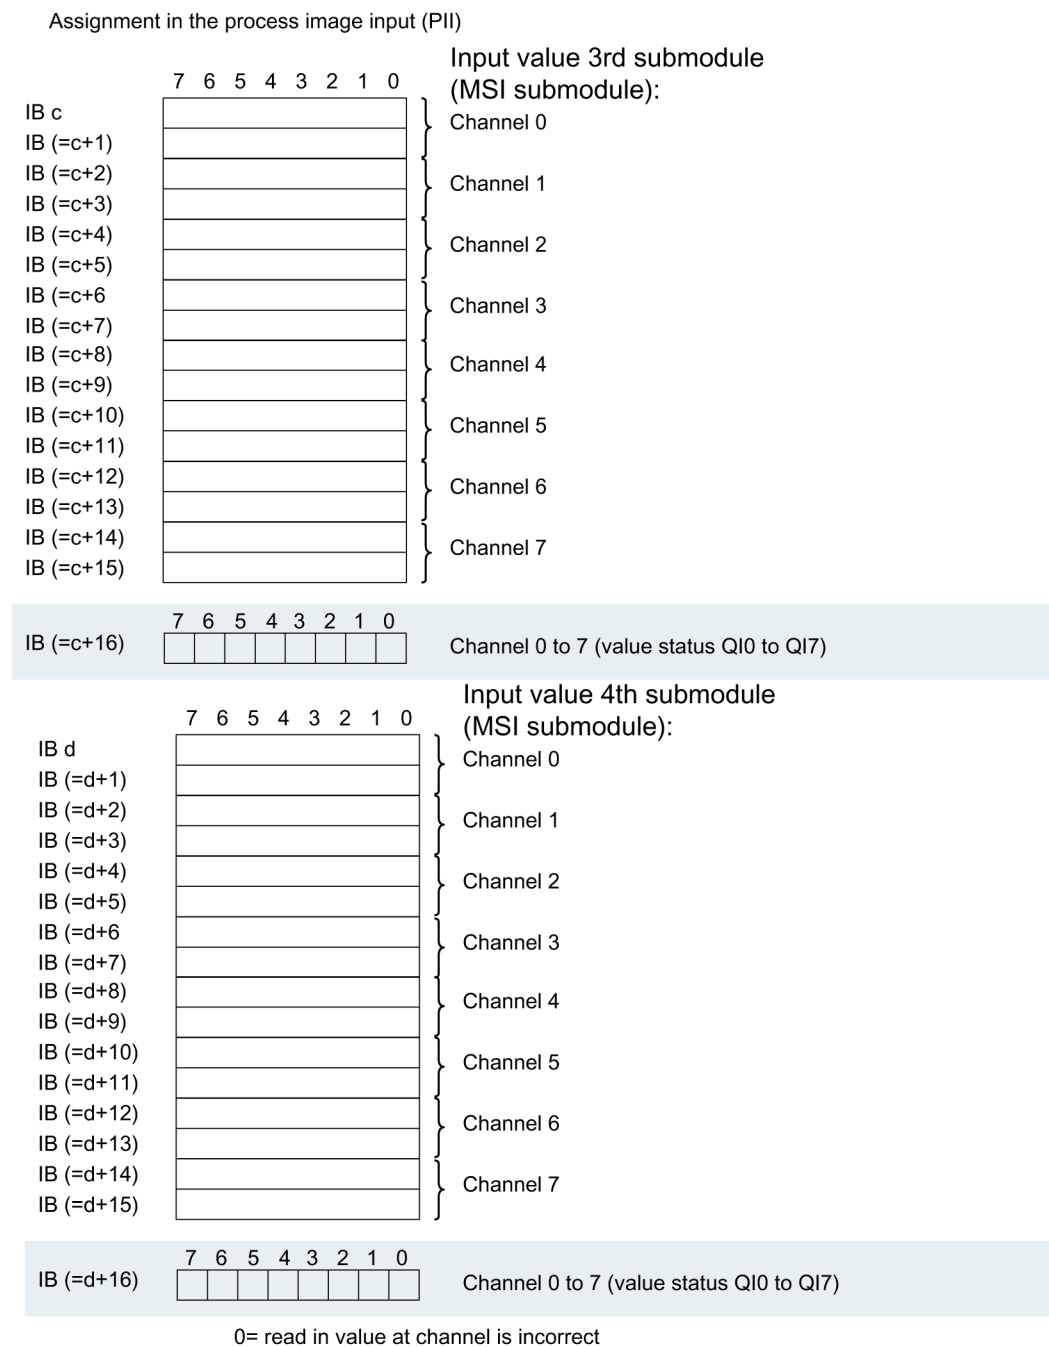 Assignment in the process image input (PII)
Input value 3rd submodule
(MSI submodule):
7 6 5 4 3 2 1 0
IB c
Channel 0
IB (=c+1)
IB (=c+2)
Channel 1
IB (=c+3)
IB (=c+4)
Channel 2
IB (=c+5)
IB (=c+6
Channel 3
IB (=c+7)
IB (=c+8)
Channel 4
IB (=c+9)
IB (=c+10)
Channel 5
IB (=c+11)
IB (=c+12)
Channel 6
IB (=c+13)
IB (=c+14)
Channel 7
IB (=c+15)
7 6 5 4 3 2 1 0
IB (=c+16)
Channel 0 to 7 (value status QI0 to QI7)
Input value 4th submodule
(MSI submodule):
7 6 5 4 3 2 1 0
IB d
Channel 0
IB (=d+1)
IB (=d+2)
Channel 1
IB (=d+3)
IB (=d+4)
Channel 2
IB (=d+5)
IB (=d+6
Channel 3
IB (=d+7)
IB (=d+8)
Channel 4
IB (=d+9)
IB (=d+10)
Channel 5
IB (=d+11)
IB (=d+12)
Channel 6
IB (=d+13)
IB (=d+14)
Channel 7
IB (=d+15)
7 6 5 4 3 2 1 0
IB (=d+16)
Channel 0 to 7 (value status QI0 to QI7)
0= read in value at channel is incorrect